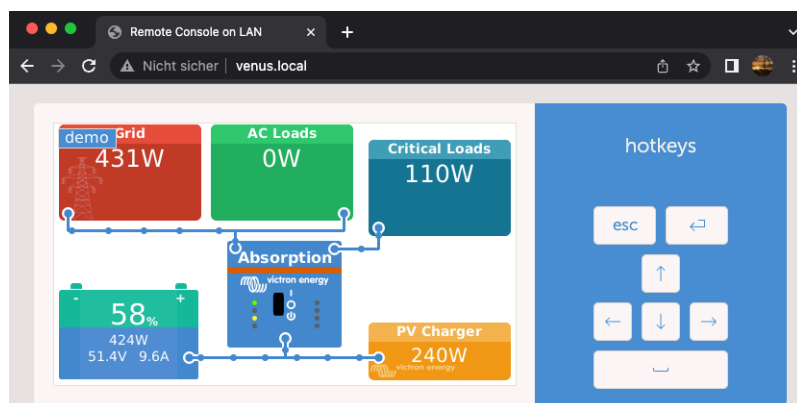 Remote Console on LAN
Nicht sicher | venus.local
demo
Grid
431W
AC Loads
0W
Critical Loads
110W
Absorption
victron energy
- +
58%
424W
51.4V 9.6A
PV Charger
240W
victron energy
hotkeys
esc